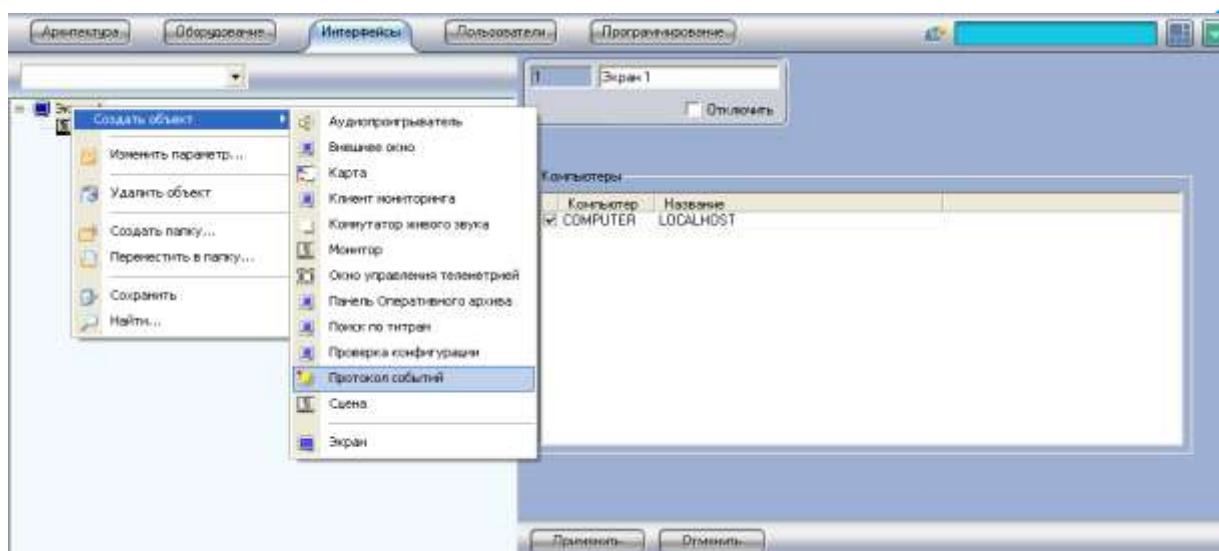 Архитектура Оборудование Интерфейсы Пользователи Программирование
1 Экран 1
Отключить
Создать объект
Изменить параметр...
Удалить объект
Создать папку...
Переместить в папку...
Сохранить
Найти...
Аудиопроигрыватель
Внешнее окно
Карта
Клиент мониторинга
Коммутатор живого звука
Монитор
Окно управления телеметрией
Панель Оперативного архива
Поиск по титрам
Проверка конфигурации
Протокол событий
Сцена
Экран
Компьютеры
Компьютер Название
COMPUTER LOCALHOST
Применить Отменить